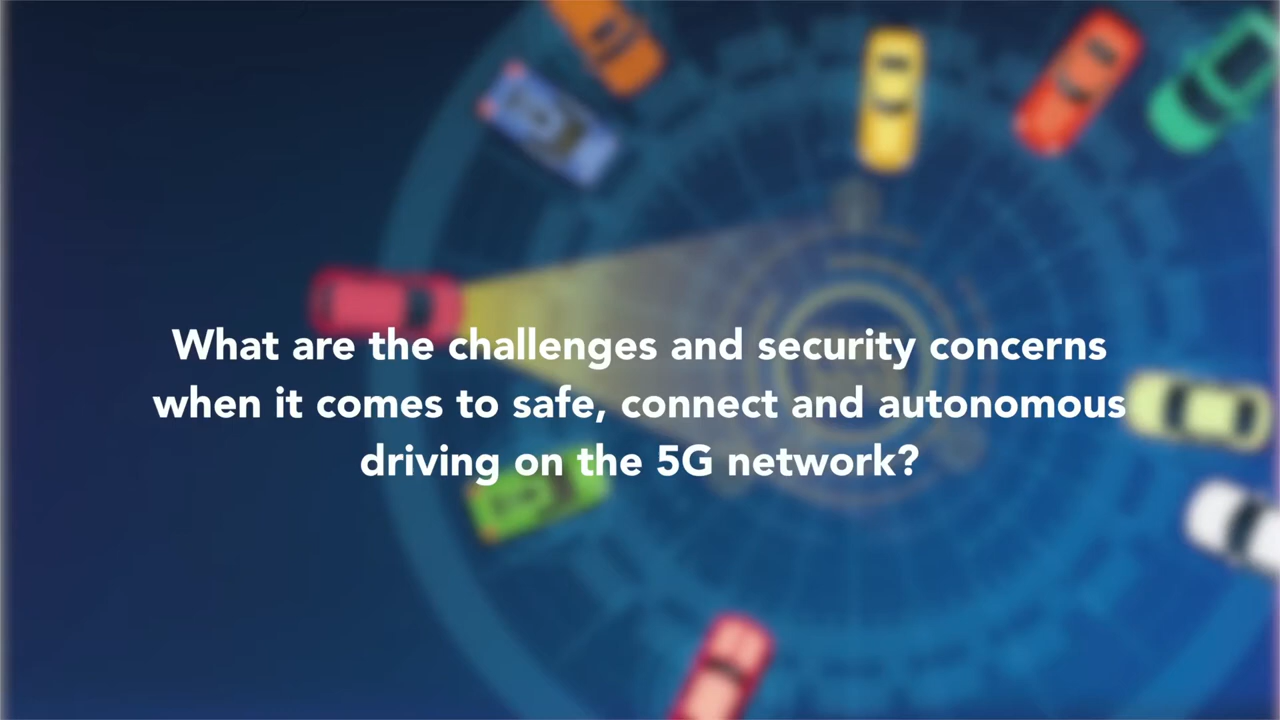 What are the challenges and security concerns
when it comes to safe, connect and autonomous
driving on the 5G network?